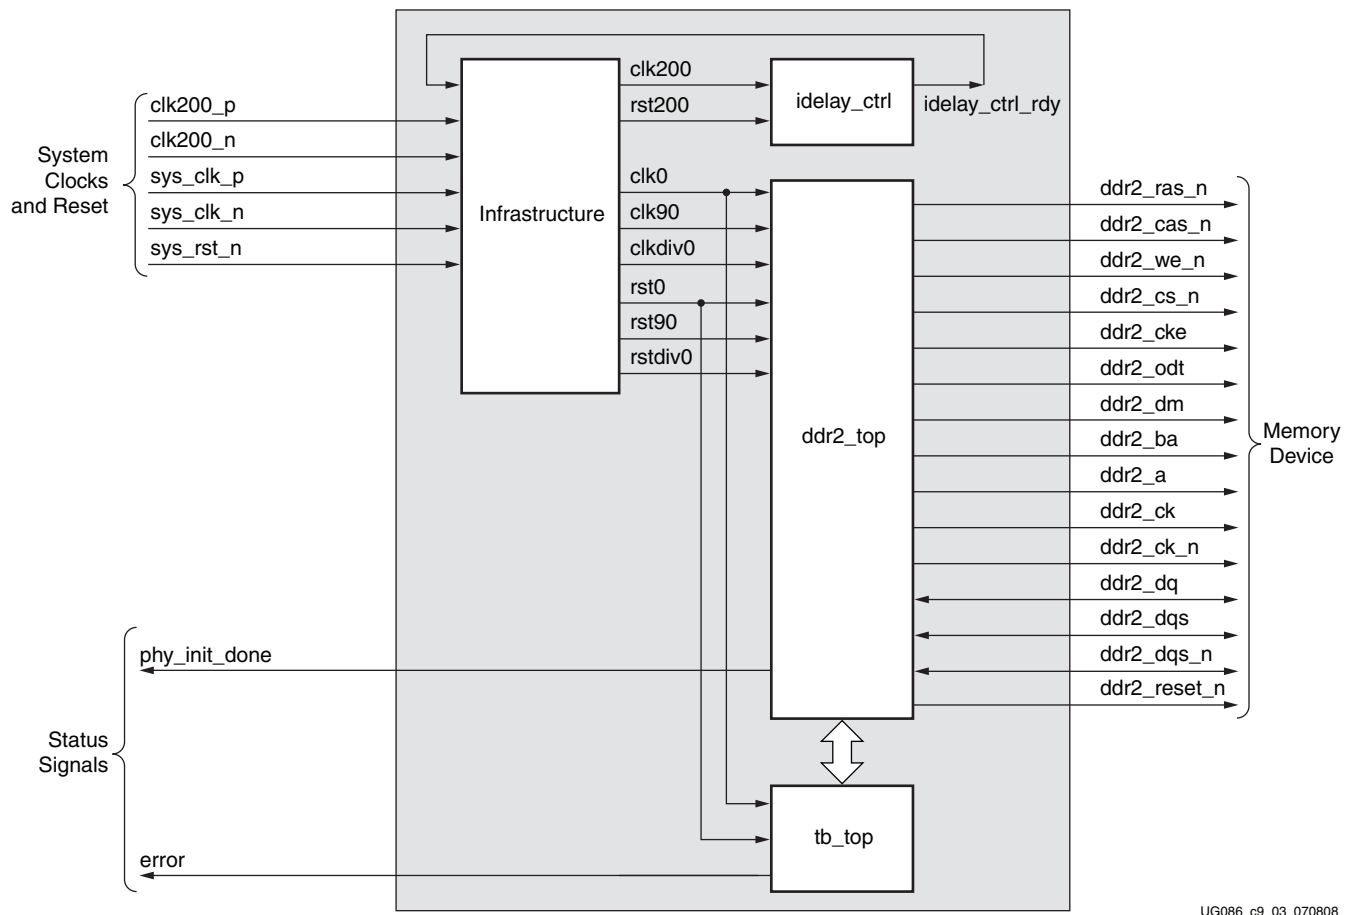 clk200
idelay_ctrl
rst200
idelay_ctrl_rdy
System
Clocks
and Reset
clk200_p
clk200_n
sys_clk_p
sys_clk_n
sys_rst_n
Infrastructure
clk0
clk90
clkdiv0
rst0
rst90
rstdiv0
ddr2_top
ddr2_ras_n
ddr2_cas_n
ddr2_we_n
ddr2_cs_n
ddr2_cke
ddr2_odt
ddr2_dm
ddr2_ba
ddr2_a
ddr2_ck
ddr2_ck_n
ddr2_dq
ddr2_dqs
ddr2_dqs_n
ddr2_reset_n
Memory
Device
Status
Signals
phy_init_done
error
tb_top
UG086_c9_03_070808